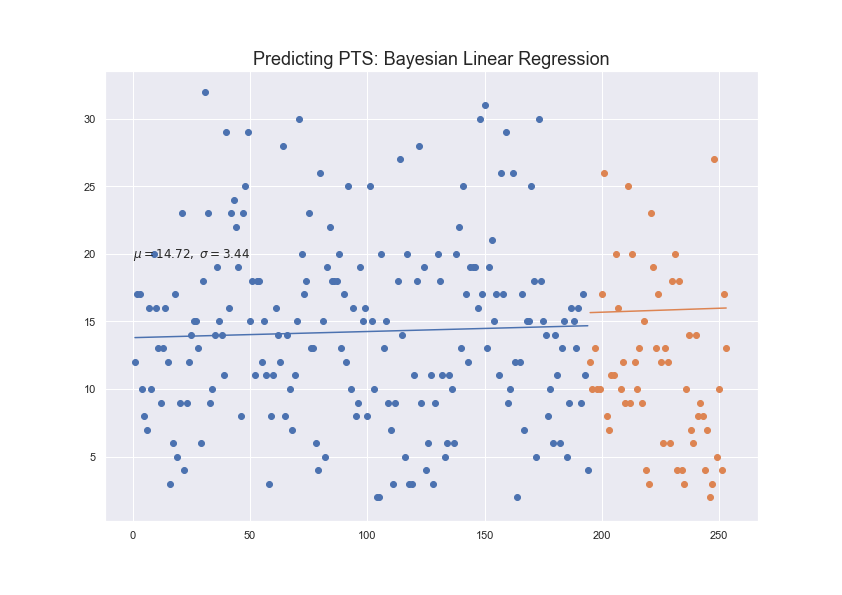 Predicting PTS: Bayesian Linear Regression
30
25
20
15
10
5
μ = 14.72, σ = 3.44
0 50 100 150 200 250